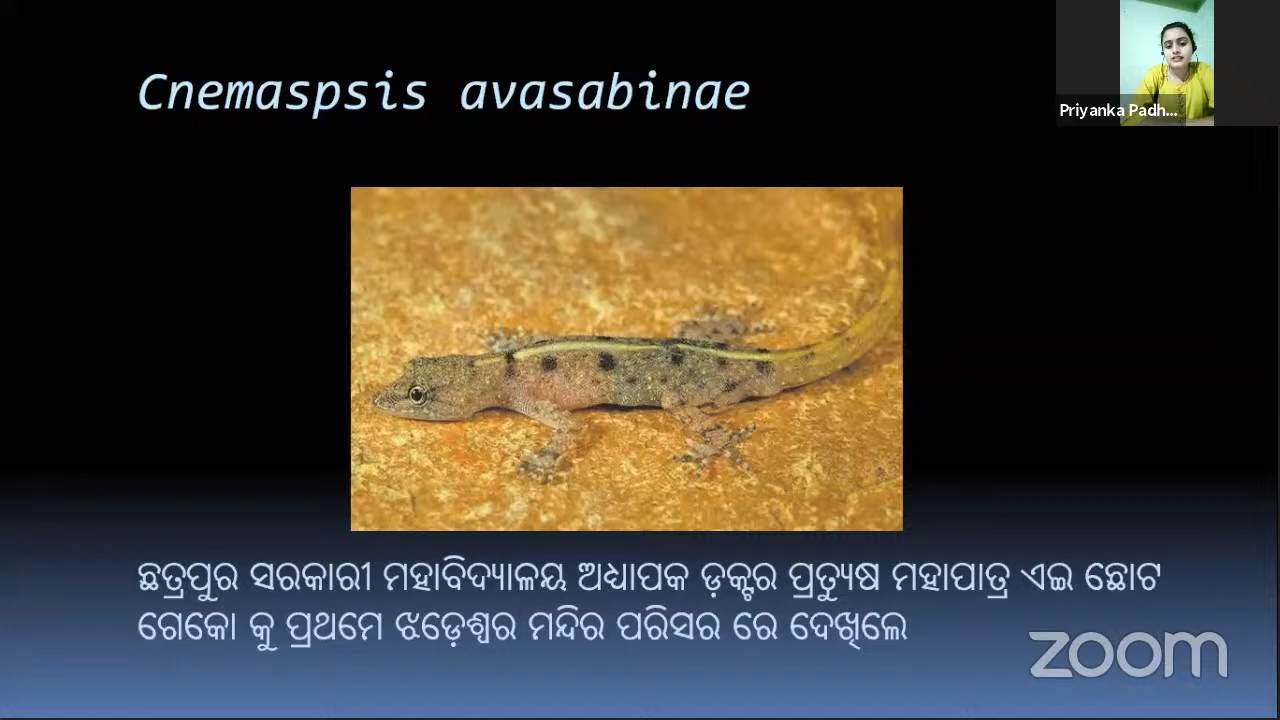 Cnemaspsis avasabinae
Priyanka Padh...
ଛତ୍ରପୁର ସରକାରୀ ମହାବିଦ୍ୟାଳୟ ଅଧ୍ୟାପକ ଡ଼କ୍ଟର ପ୍ରତ୍ୟୁଷ ମହାପାତ୍ର ଏଇ ଛୋଟ
ଗେକୋ କୁ ପ୍ରଥମେ ଝଡ଼େଶ୍ଵର ମନ୍ଦିର ପରିସର ରେ ଦେଖିଲେ
zoom